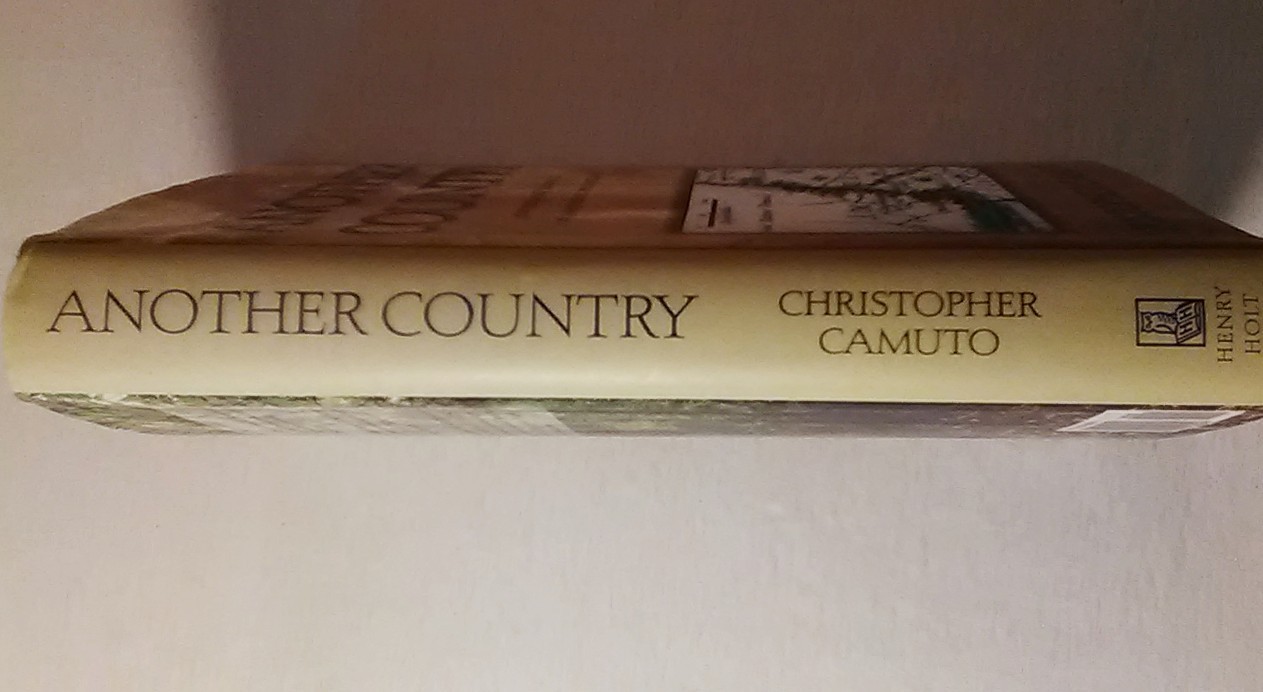 ANOTHER COUNTRY
CHRISTOPHER
CAMUTO
HENRY
HOLT